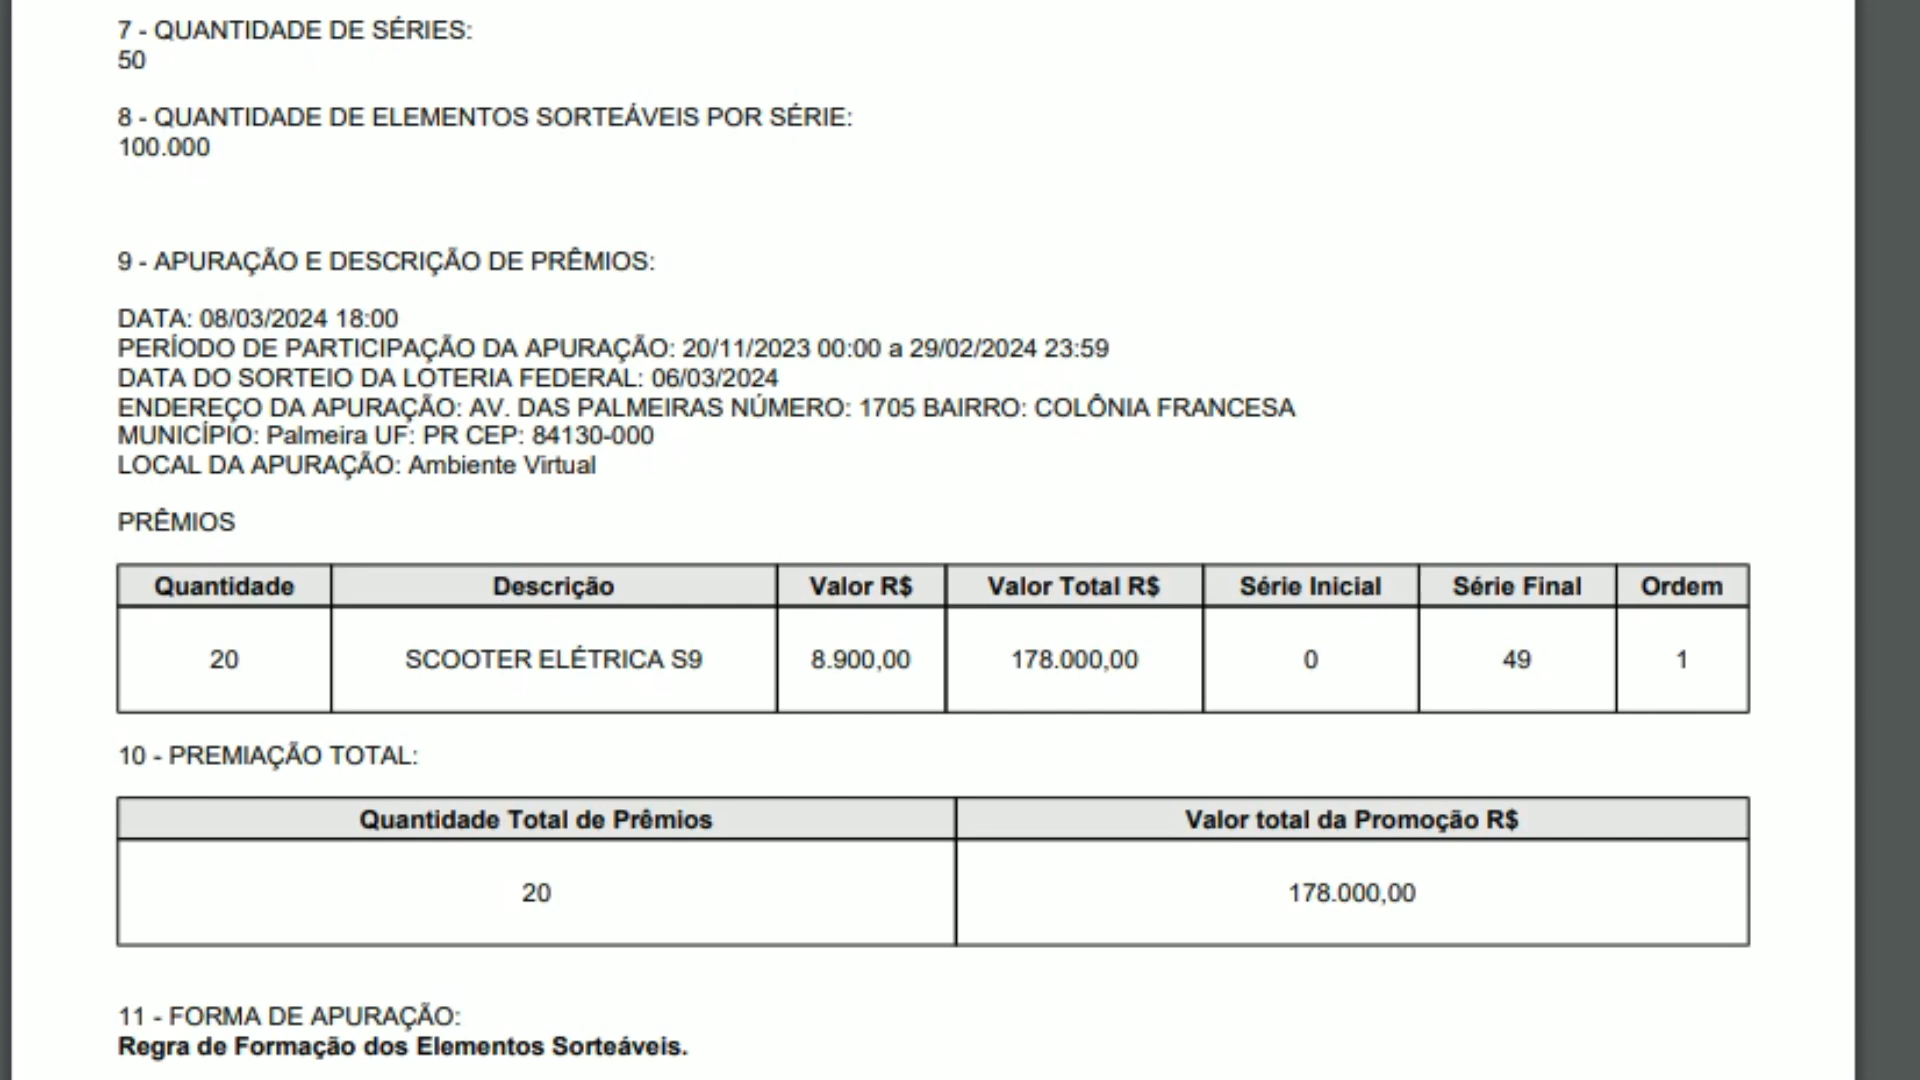 7 - QUANTIDADE DE SÉRIES:
50
8 - QUANTIDADE DE ELEMENTOS SORTEÁVEIS POR SÉRIE:
100.000
9 - APURAÇÃO E DESCRIÇÃO DE PRÊMIOS:
DATA: 08/03/2024 18:00
PERÍODO DE PARTICIPAÇÃO DA APURAÇÃO: 20/11/2023 00:00 a 29/02/2024 23:59
DATA DO SORTEIO DA LOTERIA FEDERAL: 06/03/2024
ENDEREÇO DA APURAÇÃO: AV. DAS PALMEIRAS NÚMERO: 1705 BAIRRO: COLÔNIA FRANCESA
MUNICÍPIO: Palmeira UF: PR CEP: 84130-000
LOCAL DA APURAÇÃO: Ambiente Virtual
PRÊMIOS
Quantidade Descrição Valor R$ Valor Total R$ Série Inicial Série Final Ordem
20 SCOOTER ELÉTRICA S9 8.900,00 178.000,00 0 49 1
10 - PREMIAÇÃO TOTAL:
Quantidade Total de Prêmios Valor total da Promoção R$
20 178.000,00
11 - FORMA DE APURAÇÃO:
Regra de Formação dos Elementos Sorteáveis.